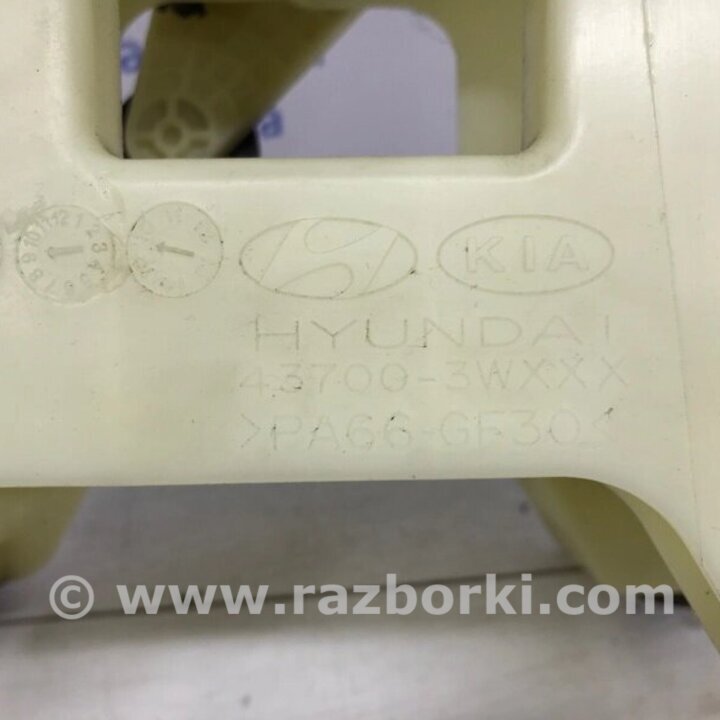 KIA
HYUNDAI
43700-3WXXX
>PA66-GF30<
© www.razborki.com